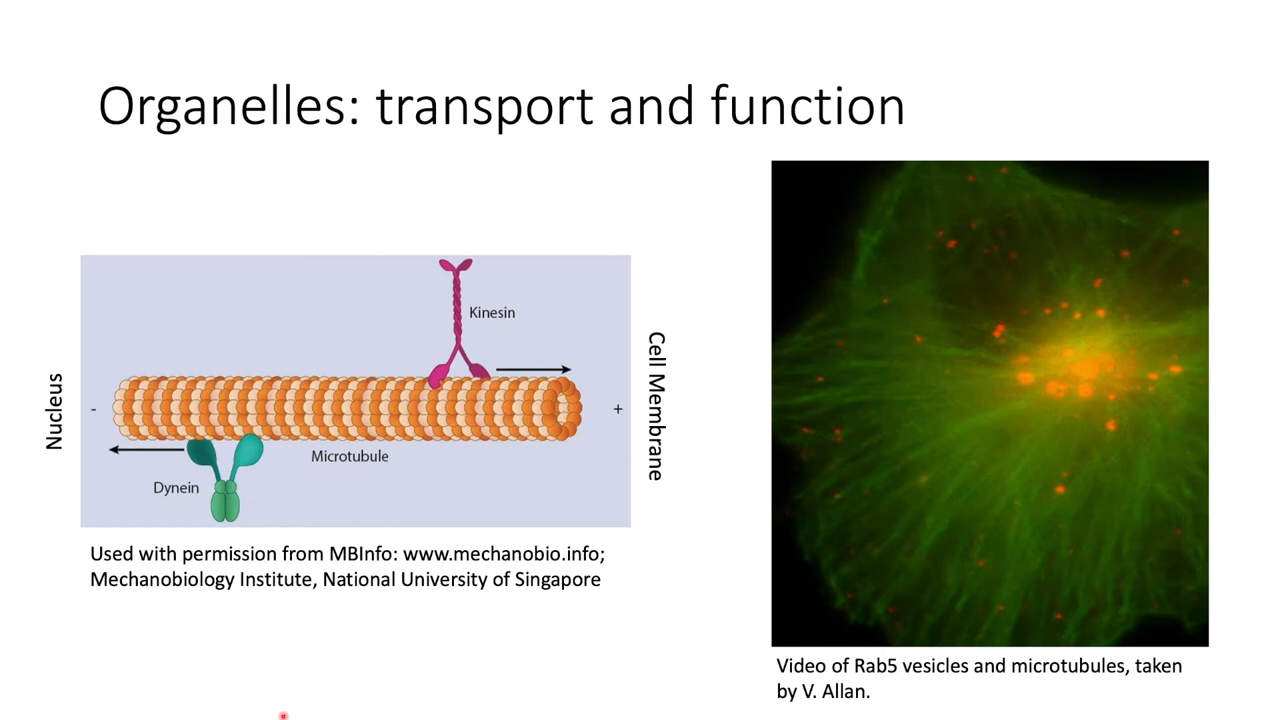 Organelles: transport and function
Kinesin
Nucleus
-
+
Cell Membrane
Microtubule
Dynein
Used with permission from MBInfo: www.mechanobio.info;
Mechanobiology Institute, National University of Singapore
Video of Rab5 vesicles and microtubules, taken
by V. Allan.